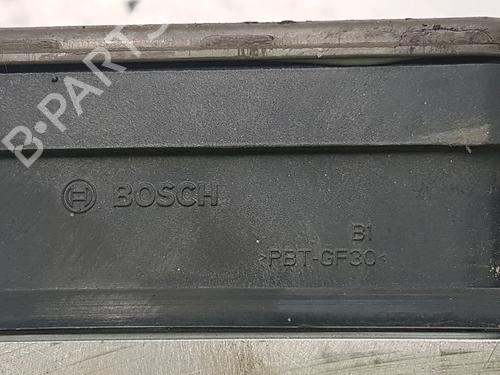 B-PARTS
BOSCH
B1
>PBT-GF30<